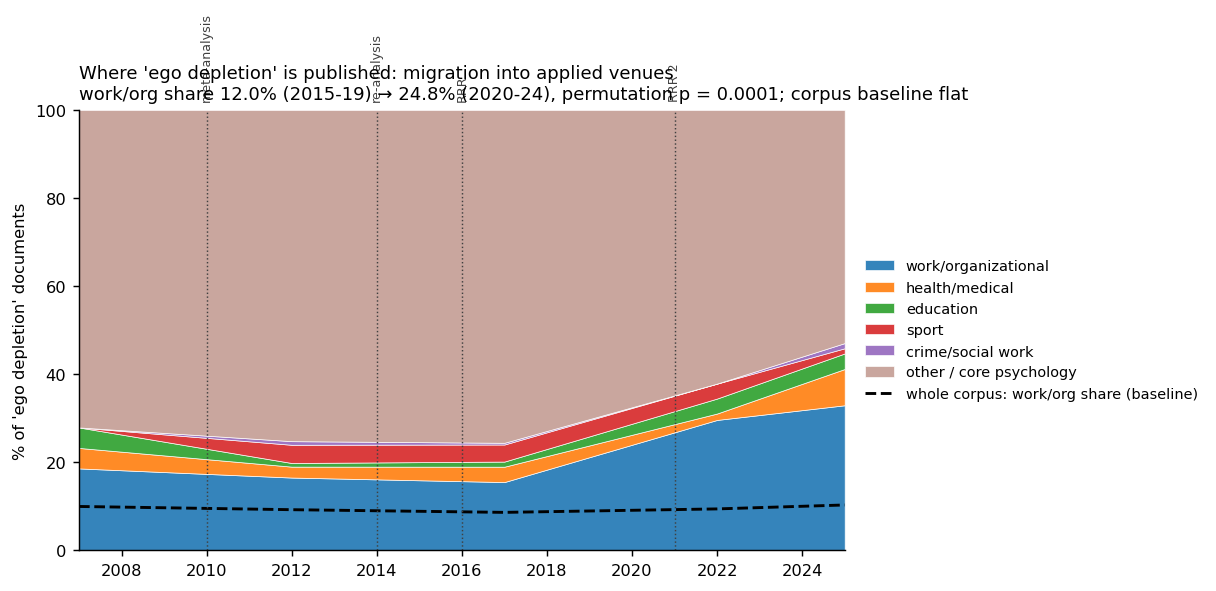 Where 'ego depletion' is published: migration into applied venues
work/org share 12.0% (2015-19) → 24.8% (2020-24), permutation p = 0.0001; corpus baseline flat
meta-analysis
re-analysis
RRR
RRR 2
% of 'ego depletion' documents
100
80
60
40
20
0
2008
2010
2012
2014
2016
2018
2020
2022
2024
work/organizational
health/medical
education
sport
crime/social work
other / core psychology
whole corpus: work/org share (baseline)